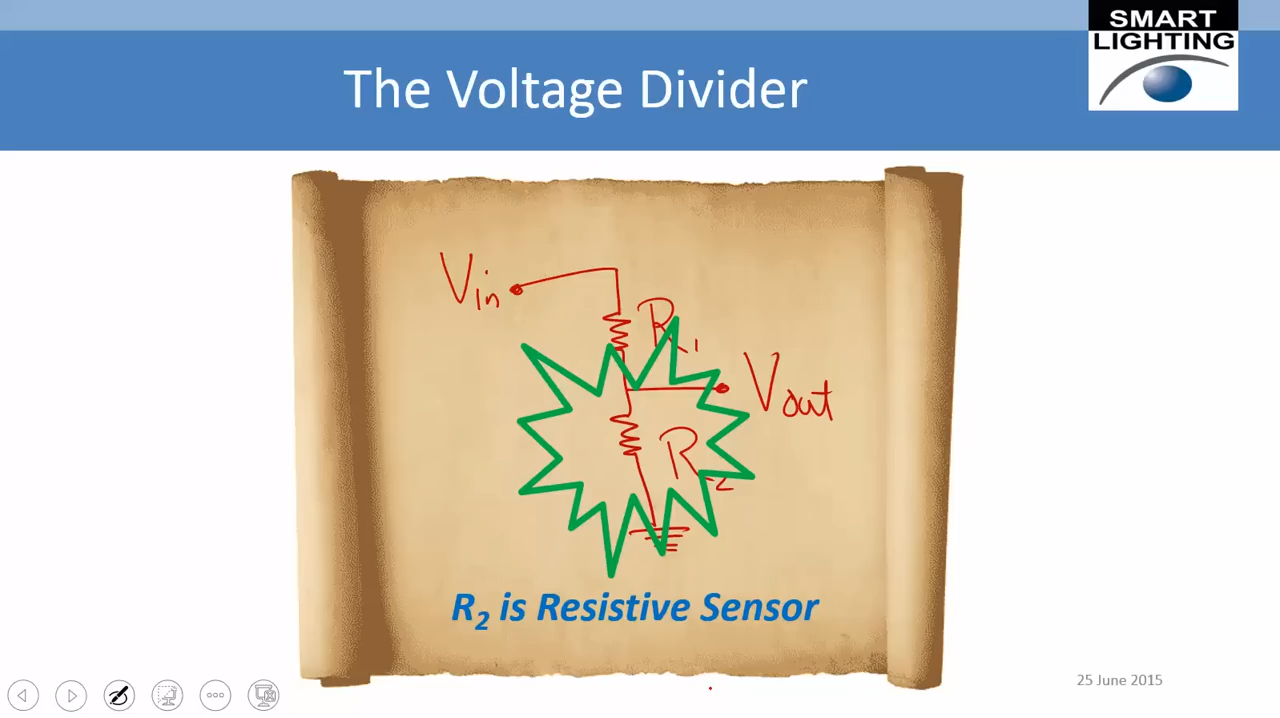 SMART
LIGHTING
The Voltage Divider
Vin
R1
Vout
R2
R2 is Resistive Sensor
25 June 2015